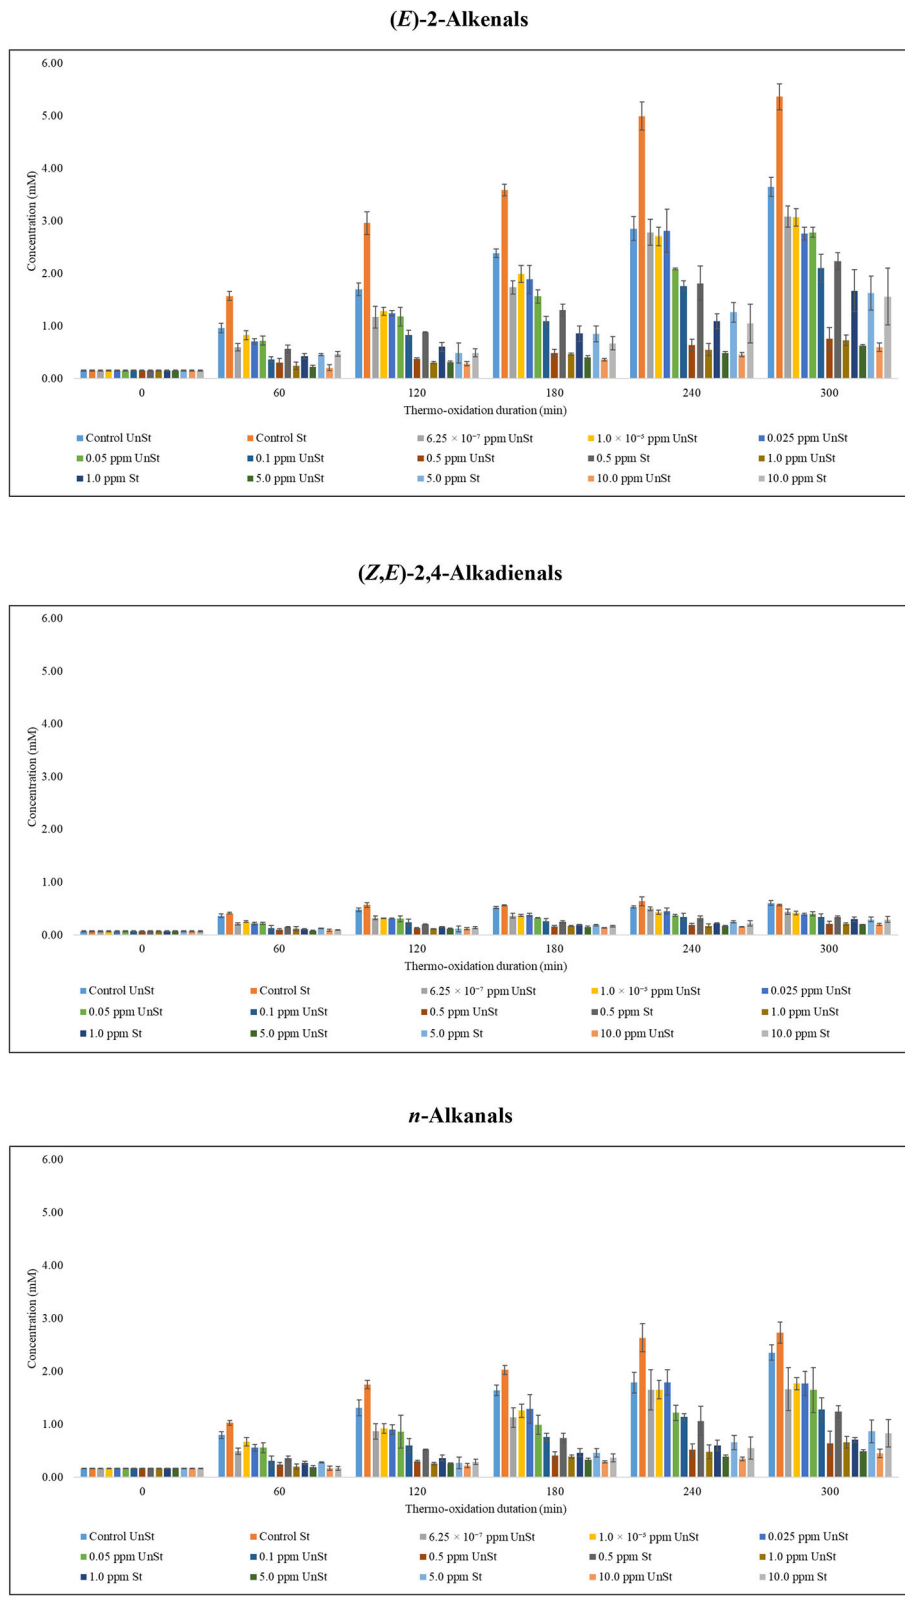 (E)-2-Alkenals
6.00
5.00
4.00
3.00
2.00
1.00
0.00
Concentration (mM)
0 60 120 180 240 300
Thermo-oxidation duration (min)
Control UnSt Control St 6.25 × 10⁻⁷ ppm UnSt 1.0 × 10⁻⁵ ppm UnSt 0.025 ppm UnSt
0.05 ppm UnSt 0.1 ppm UnSt 0.5 ppm UnSt 0.5 ppm St 1.0 ppm UnSt
1.0 ppm St 5.0 ppm UnSt 5.0 ppm St 10.0 ppm UnSt 10.0 ppm St
(Z,E)-2,4-Alkadienals
6.00
5.00
4.00
3.00
2.00
1.00
0.00
Concentration (mM)
0 60 120 180 240 300
Thermo-oxidation duration (min)
Control UnSt Control St 6.25 × 10⁻⁷ ppm UnSt 1.0 × 10⁻⁵ ppm UnSt 0.025 ppm UnSt
0.05 ppm UnSt 0.1 ppm UnSt 0.5 ppm UnSt 0.5 ppm St 1.0 ppm UnSt
1.0 ppm St 5.0 ppm UnSt 5.0 ppm St 10.0 ppm UnSt 10.0 ppm St
n-Alkanals
6.00
5.00
4.00
3.00
2.00
1.00
0.00
Concentration (mM)
0 60 120 180 240 300
Thermo-oxidation dutation (min)
Control UnSt Control St 6.25 × 10⁻⁷ ppm UnSt 1.0 × 10⁻⁵ ppm UnSt 0.025 ppm UnSt
0.05 ppm UnSt 0.1 ppm UnSt 0.5 ppm UnSt 0.5 ppm St 1.0 ppm UnSt
1.0 ppm St 5.0 ppm UnSt 5.0 ppm St 10.0 ppm UnSt 10.0 ppm St